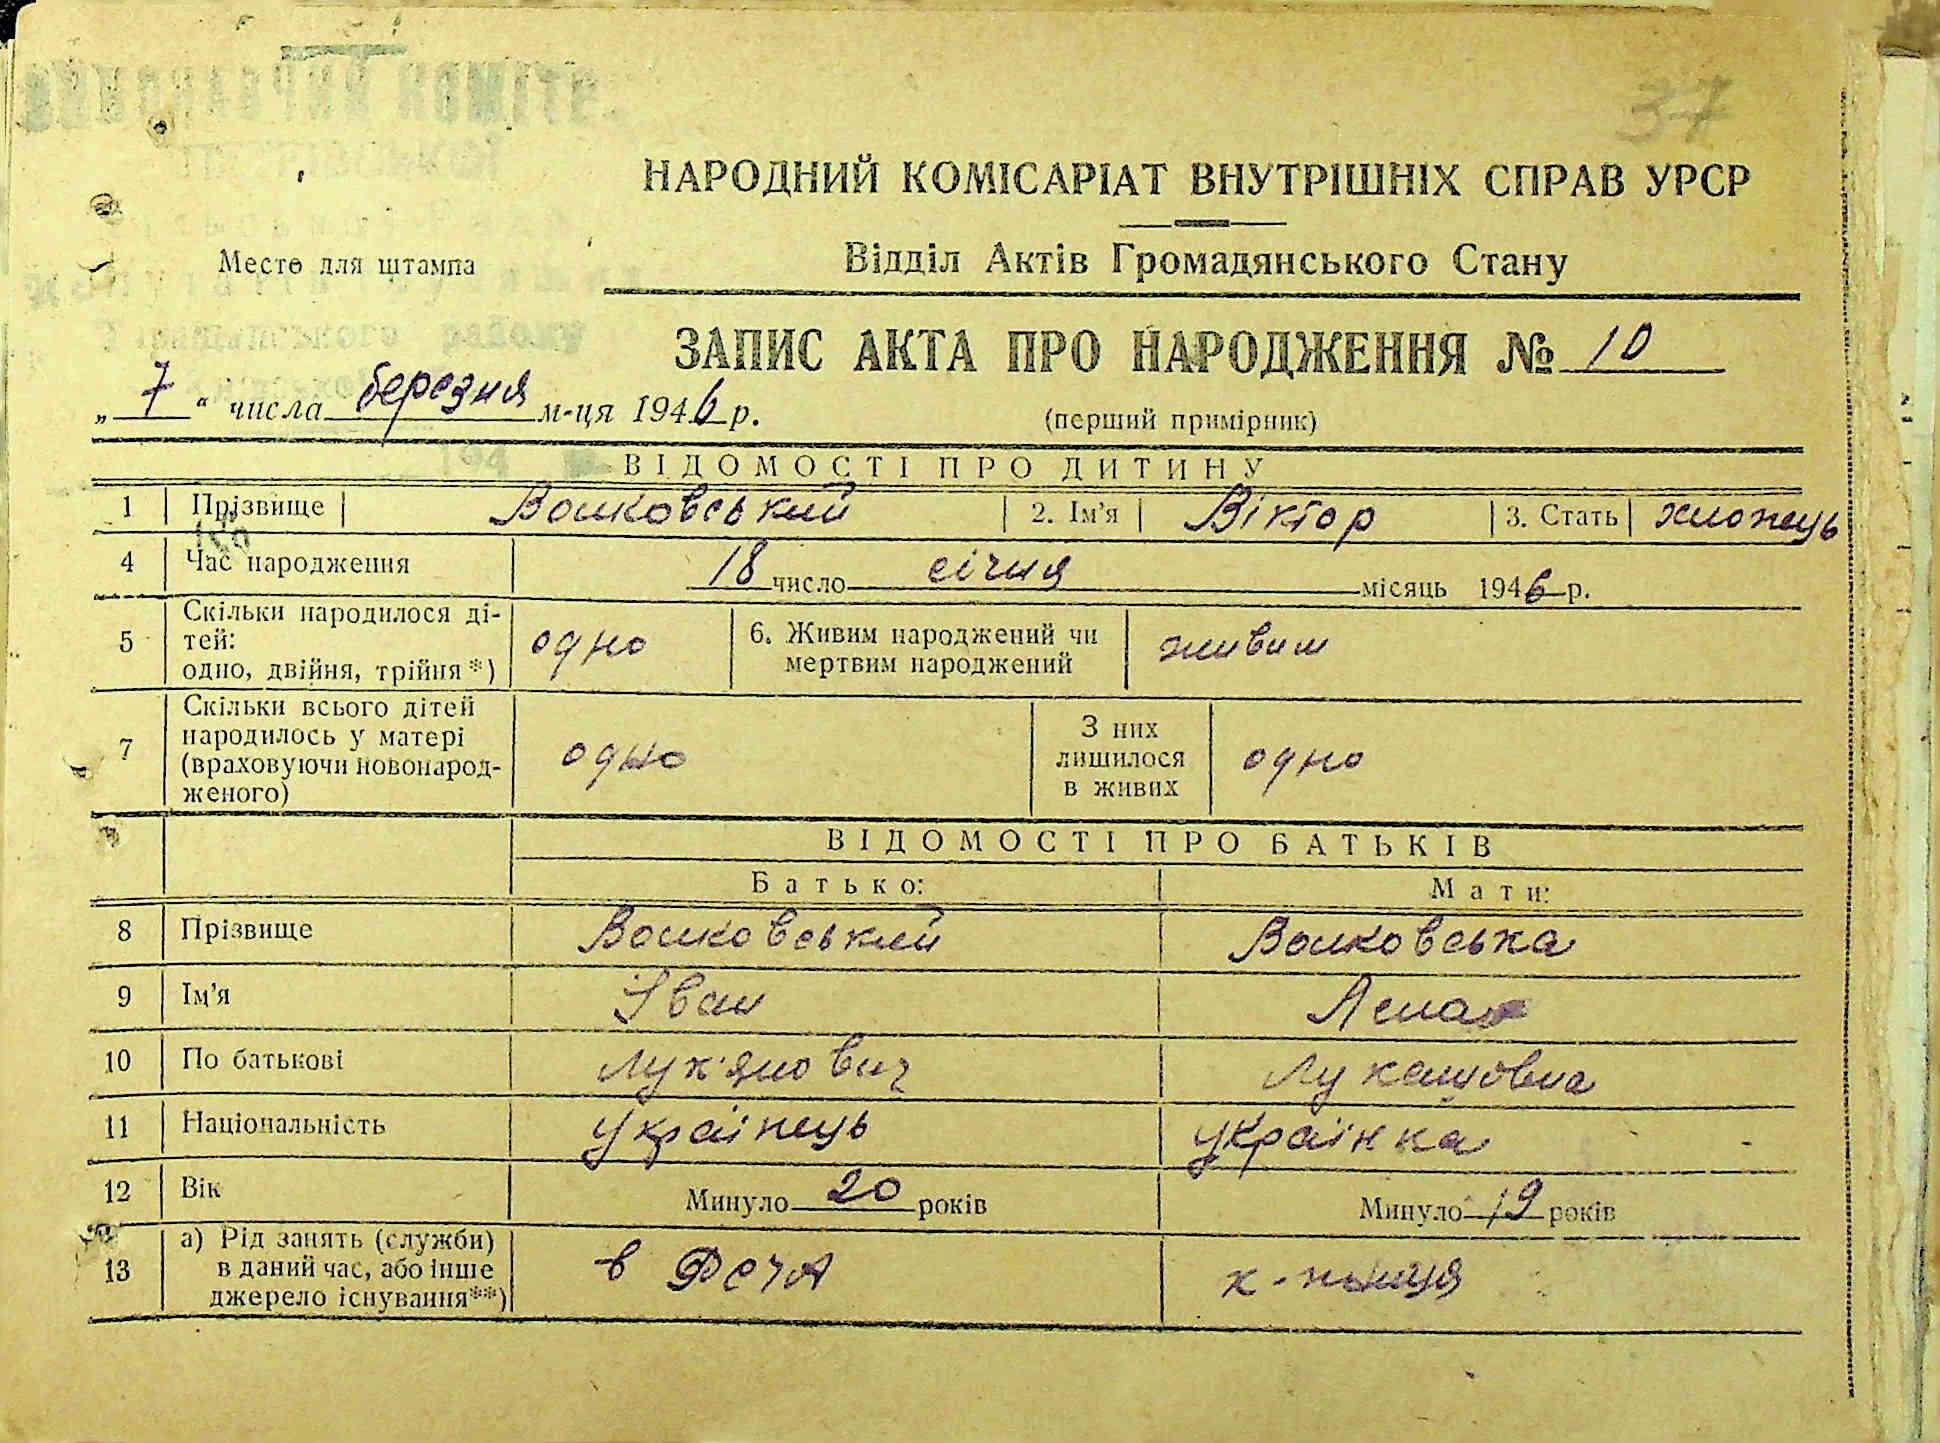 37
НАРОДНИЙ КОМІСАРІАТ ВНУТРІШНІХ СПРАВ УРСР
Место для штампа
Відділ Актів Громадянського Стану
ЗАПИС АКТА ПРО НАРОДЖЕННЯ № 10
„ 7 “ числа березня м-ця 1946 р.
(перший примірник)
ВІДОМОСТІ ПРО ДИТИНУ
1 Прізвище Волковський 2. Ім'я Віктор 3. Стать хлопець
4 Час народження 18 число січня місяць 1946 р.
5 Скільки народилося ді-
тей:
одно, двійня, трійня*) одно 6. Живим народжений чи
мертвим народжений живим
7 Скільки всього дітей
народилось у матері
(враховуючи новонарод-
женого) одно З них
лишилося
в живих одно
ВІДОМОСТІ ПРО БАТЬКІВ
Батько: Мати:
8 Прізвище Волковський Волковська
9 Ім'я Іван
10 По батькові Лук'янович Лукашовна
11 Національність українець українка
12 Вік Минуло 20 років Минуло 19 років
13 а) Рід занять (служби)
в даний час, або інше
джерело існування**) в к-ниця